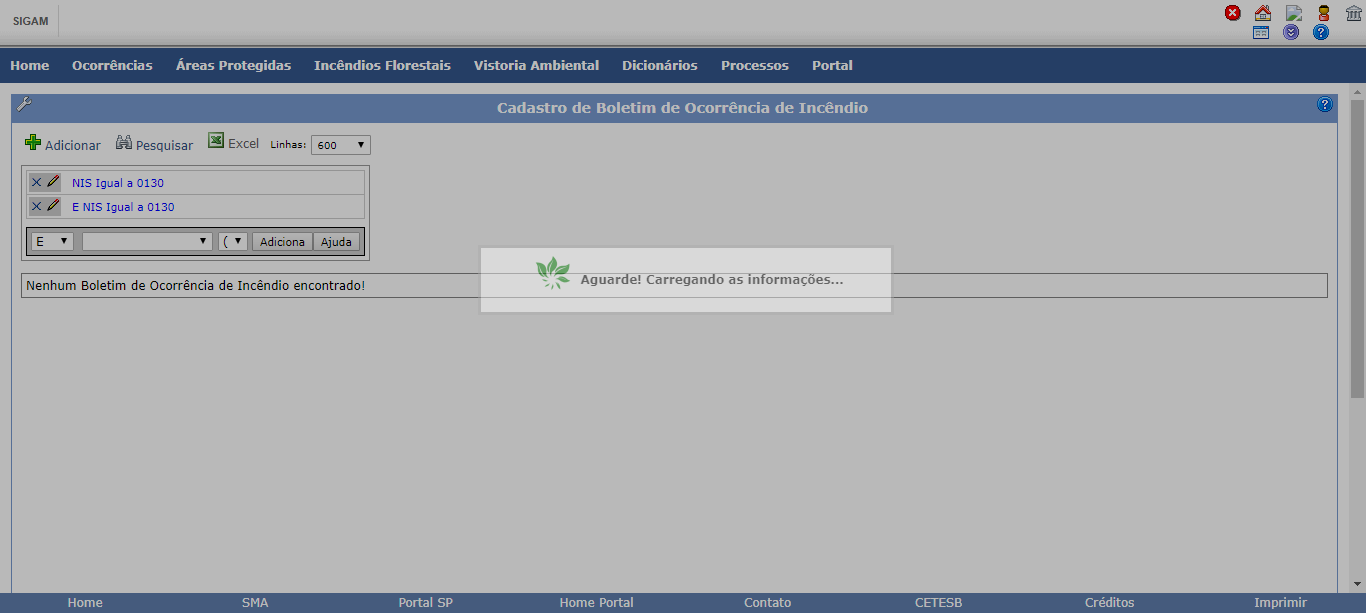 SIGAM
Home Ocorrências Áreas Protegidas Incêndios Florestais Vistoria Ambiental Dicionários Processos Portal
Cadastro de Boletim de Ocorrência de Incêndio
Adicionar Pesquisar Excel Linhas: 600
NIS Igual a 0130
E NIS Igual a 0130
E ( Adiciona Ajuda
Aguarde! Carregando as informações...
Nenhum Boletim de Ocorrência de Incêndio encontrado!
Home SMA Portal SP Home Portal Contato CETESB Créditos Imprimir